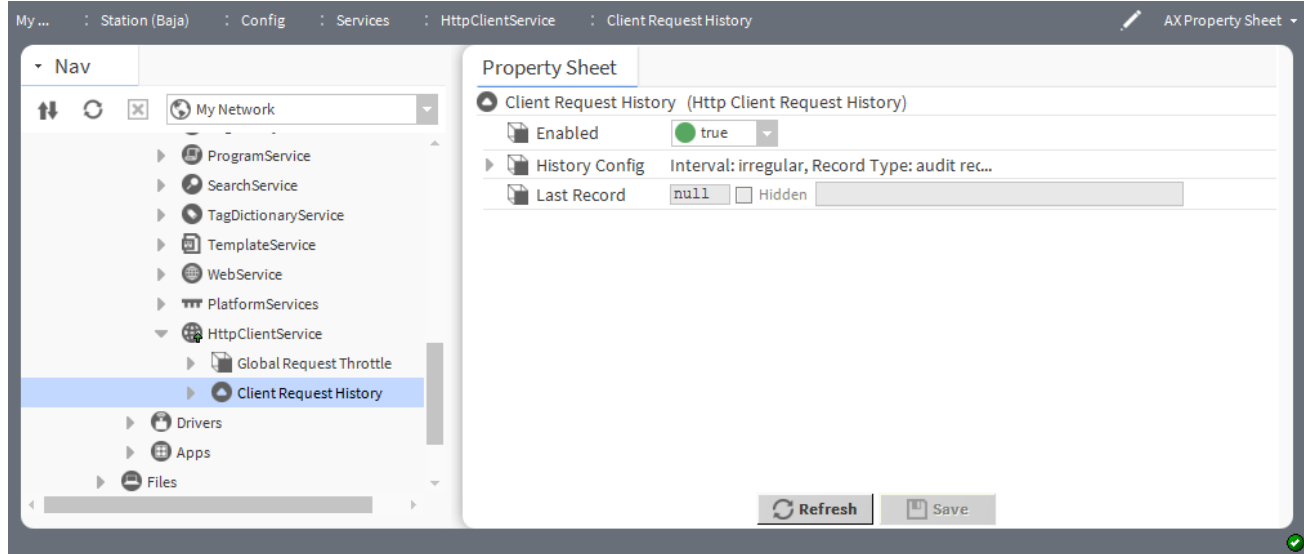 My ... : Station (Baja) : Config : Services : HttpClientService : Client Request History AX Property Sheet
Nav
My Network
ProgramService
SearchService
TagDictionaryService
TemplateService
WebService
PlatformServices
HttpClientService
Global Request Throttle
Client Request History
Drivers
Apps
Files
Property Sheet
Client Request History (Http Client Request History)
Enabled true
History Config Interval: irregular, Record Type: audit rec...
Last Record null Hidden
Refresh Save